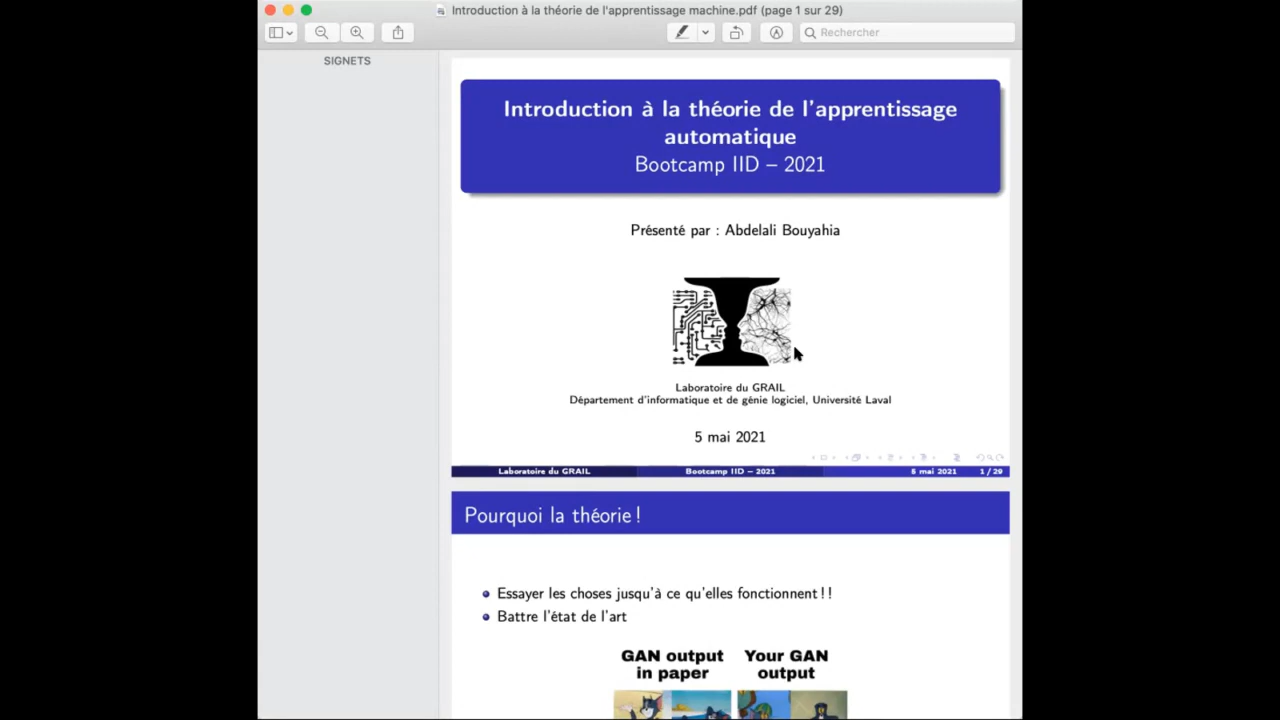 Introduction à la théorie de l'apprentissage machine.pdf (page 1 sur 29)
Rechercher
SIGNETS
Introduction à la théorie de l'apprentissage
automatique
Bootcamp IID – 2021
Présenté par : Abdelali Bouyahia
Laboratoire du GRAIL
Département d'informatique et de génie logiciel, Université Laval
5 mai 2021
Laboratoire du GRAIL Bootcamp IID – 2021 5 mai 2021 1 / 29
Pourquoi la théorie !
Essayer les choses jusqu'à ce qu'elles fonctionnent ! !
Battre l'état de l'art
GAN output Your GAN
in paper output